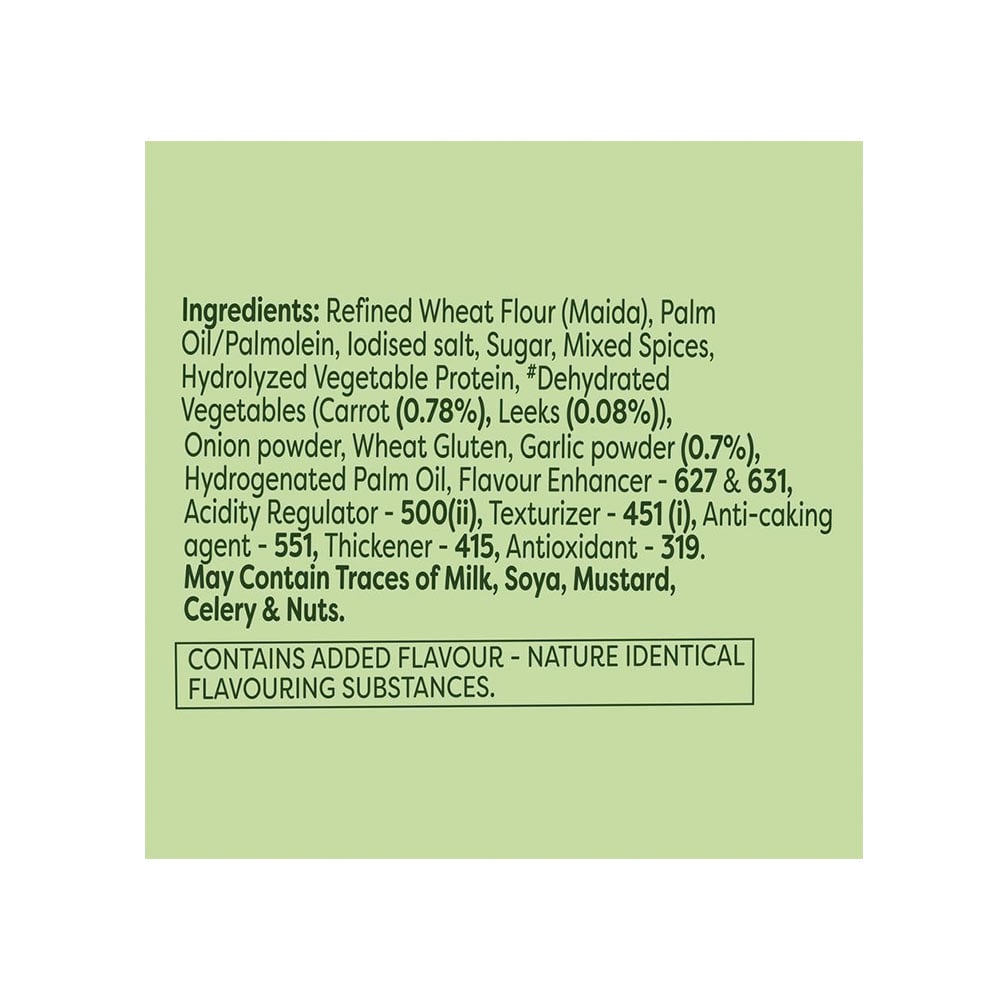 Ingredients: Refined Wheat Flour (Maida), Palm
Oil/Palmolein, Iodised salt, Sugar, Mixed Spices,
Hydrolyzed Vegetable Protein, #Dehydrated
Vegetables (Carrot (0.78%), Leeks (0.08%)),
Onion powder, Wheat Gluten, Garlic powder (0.7%),
Hydrogenated Palm Oil, Flavour Enhancer - 627 & 631,
Acidity Regulator - 500(ii), Texturizer - 451 (i), Anti-caking
agent - 551, Thickener - 415, Antioxidant - 319.
May Contain Traces of Milk, Soya, Mustard,
Celery & Nuts.
CONTAINS ADDED FLAVOUR - NATURE IDENTICAL
FLAVOURING SUBSTANCES.